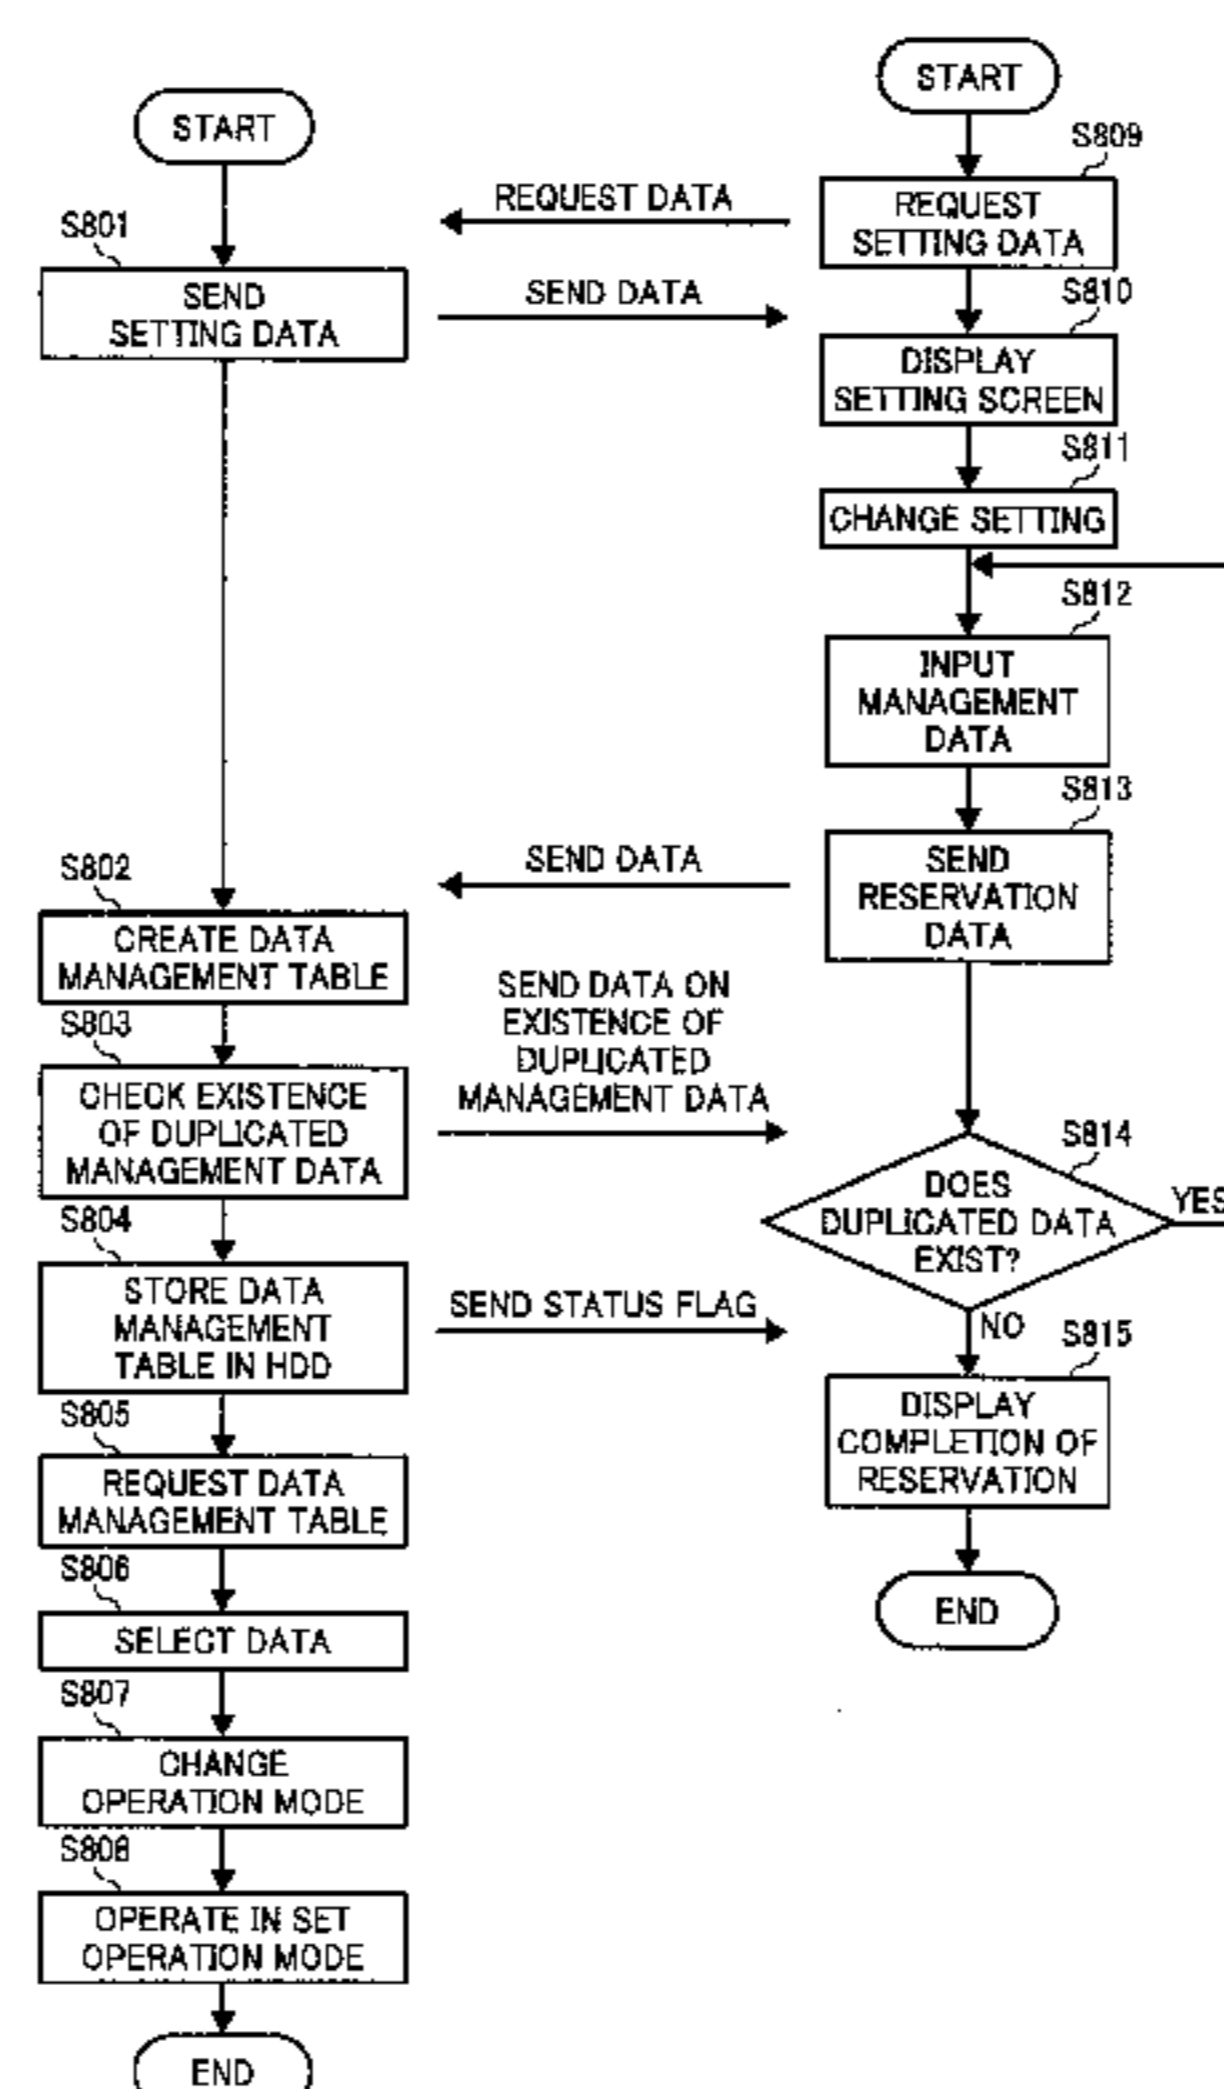 START
S801
SEND
SETTING DATA
S802
CREATE DATA
MANAGEMENT TABLE
S803
CHECK EXISTENCE
OF DUPLICATED
MANAGEMENT DATA
S804
STORE DATA
MANAGEMENT
TABLE IN HDD
S805
REQUEST DATA
MANAGEMENT TABLE
S806
SELECT DATA
S807
CHANGE
OPERATION MODE
S808
OPERATE IN SET
OPERATION MODE
END
REQUEST DATA
SEND DATA
SEND DATA
SEND DATA ON
EXISTENCE OF
DUPLICATED
MANAGEMENT DATA
SEND STATUS FLAG
START
S809
REQUEST
SETTING DATA
S810
DISPLAY
SETTING SCREEN
S811
CHANGE SETTING
S812
INPUT
MANAGEMENT
DATA
S813
SEND
RESERVATION
DATA
S814
DOES
DUPLICATED DATA
EXIST?
YES
NO
S815
DISPLAY
COMPLETION OF
RESERVATION
END